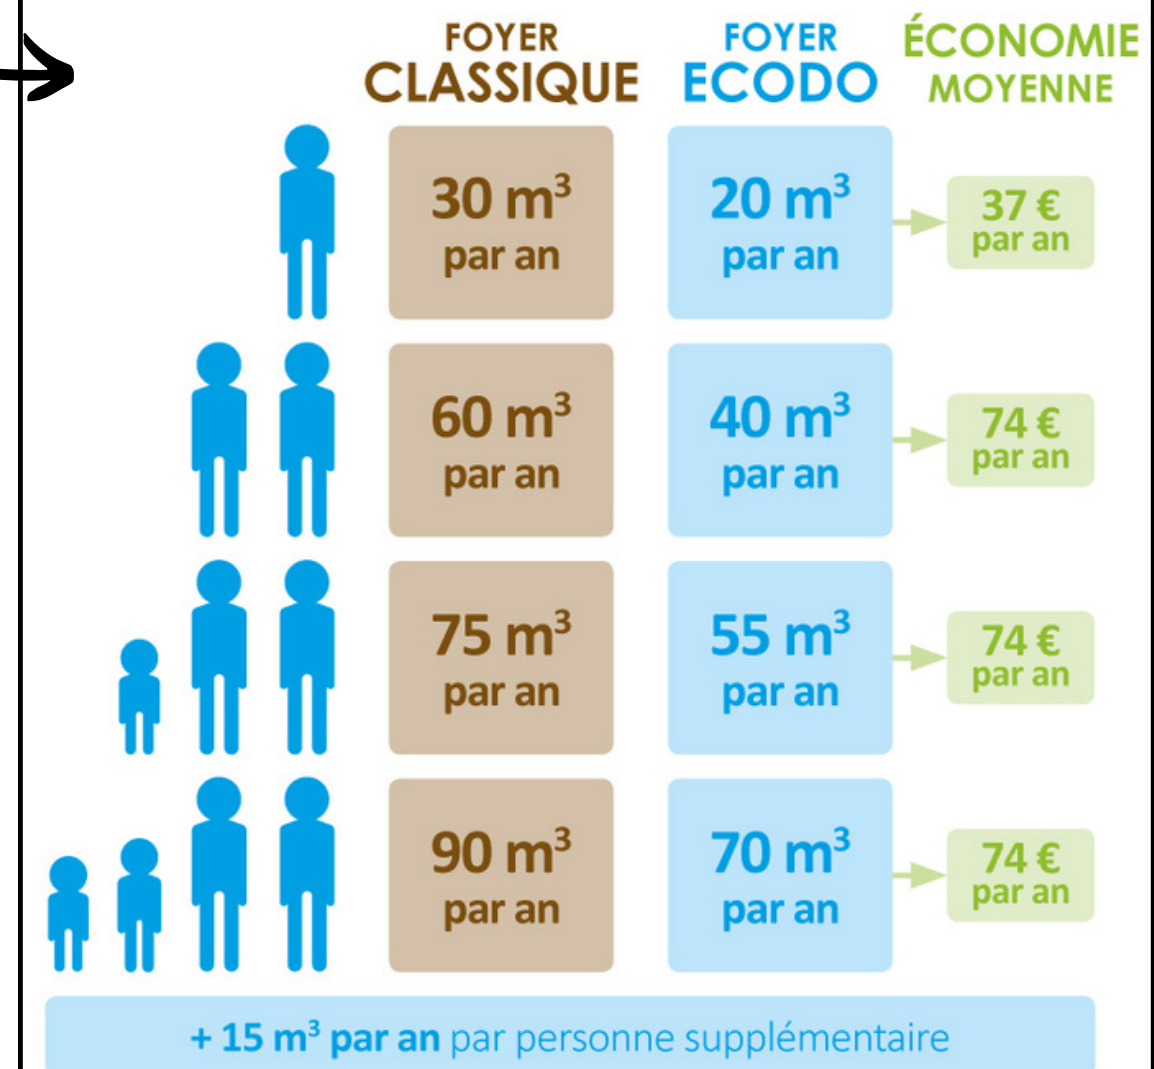 FOYER
CLASSIQUE
FOYER
ECODO
ÉCONOMIE
MOYENNE
30 m³
par an
20 m³
par an
37 €
par an
60 m³
par an
40 m³
par an
74 €
par an
75 m³
par an
55 m³
par an
74 €
par an
90 m³
par an
70 m³
par an
74 €
par an
+ 15 m³ par an par personne supplémentaire